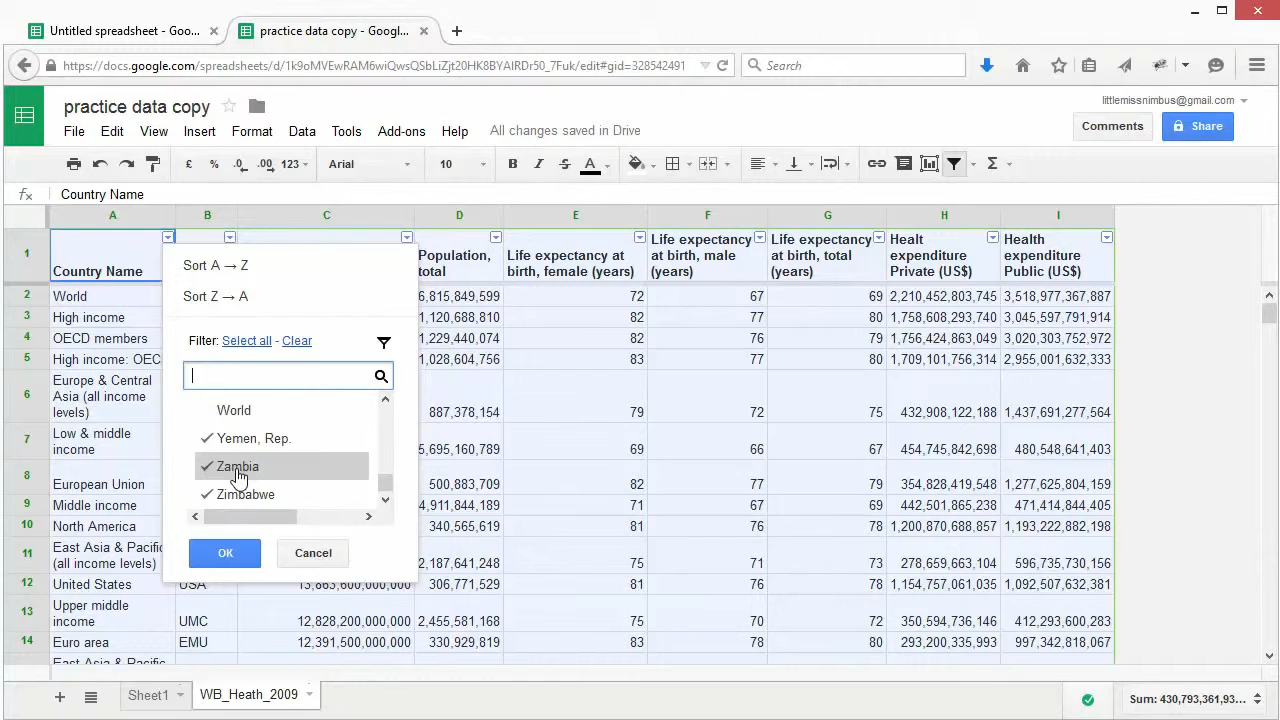 Untitled spreadsheet - Goog...
practice data copy - Googl...
https://docs.google.com/spreadsheets/d/1k9oMVEwRAM6wiQwsQSbLiZjt20HK8BYAlRDr50_7Fuk/edit#gid=328542491
Search
practice data copy
littlemissnimbus@gmail.com
File Edit View Insert Format Data Tools Add-ons Help All changes saved in Drive
Comments
Share
£ % .0 .00 123 Arial 10 B I S A Σ
fx Country Name
A B C D E F G H I
1 Country Name Population, total Life expectancy at birth, female (years) Life expectancy at birth, male (years) Life expectancy at birth, total (years) Healt expenditure Private (US$) Health expenditure Public (US$)
2 World 6,815,849,599 72 67 69 2,210,452,803,745 3,518,977,367,887
3 High income 1,120,688,810 82 77 80 1,758,608,293,740 3,045,597,791,914
4 OECD members 1,229,440,074 82 76 79 1,756,424,863,049 3,020,303,752,972
5 High income: OEC 1,028,604,756 83 77 80 1,709,101,756,314 2,955,001,632,333
6 Europe & Central Asia (all income levels) 887,378,154 79 72 75 432,908,122,188 1,437,691,277,564
7 Low & middle income 5,695,160,789 69 66 67 454,745,842,698 480,548,641,403
8 European Union 500,883,709 82 77 79 354,828,419,548 1,277,625,804,159
9 Middle income 4,911,844,189 71 67 69 442,501,865,238 471,414,844,405
10 North America 340,565,619 81 76 78 1,200,870,688,857 1,193,222,882,198
11 East Asia & Pacific (all income levels) 2,187,641,248 75 71 73 278,659,663,104 596,735,730,156
12 United States USA 13,863,600,000,000 306,771,529 81 76 78 1,154,757,061,035 1,092,507,632,381
13 Upper middle income UMC 12,828,200,000,000 2,455,581,168 75 70 72 350,594,736,146 412,293,600,283
14 Euro area EMU 12,391,500,000,000 330,929,819 83 78 80 293,200,335,993 997,342,818,067
East Asia & Pacific
Sort A → Z
Sort Z → A
Filter: Select all - Clear
World
Yemen, Rep.
Zambia
Zimbabwe
OK
Cancel
Sheet1
WB_Heath_2009
Sum: 430,793,361,93...